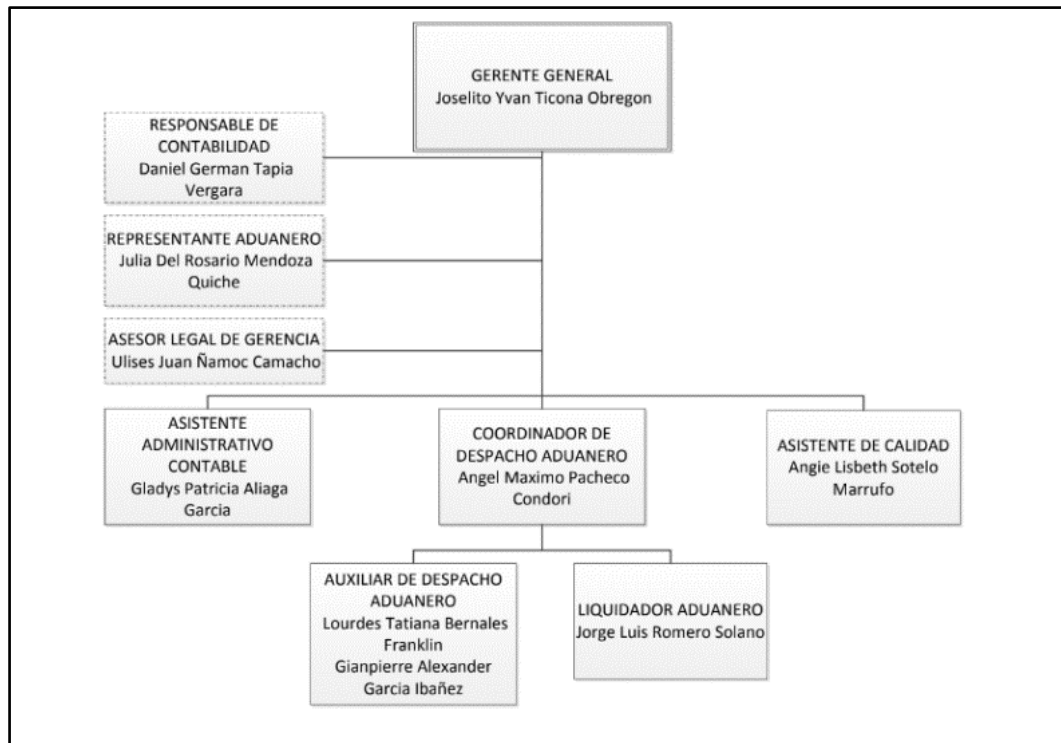 GERENTE GENERAL
Joselito Yvan Ticona Obregon
RESPONSABLE DE
CONTABILIDAD
Daniel German Tapia
Vergara
REPRESENTANTE ADUANERO
Julia Del Rosario Mendoza
Quiche
ASESOR LEGAL DE GERENCIA
Ulises Juan Ñamoc Camacho
ASISTENTE
ADMINISTRATIVO
CONTABLE
Gladys Patricia Aliaga
Garcia
COORDINADOR DE
DESPACHO ADUANERO
Angel Maximo Pacheco
Condori
ASISTENTE DE CALIDAD
Angie Lisbeth Sotelo
Marrufo
AUXILIAR DE DESPACHO
ADUANERO
Lourdes Tatiana Bernales
Franklin
Gianpierre Alexander
Garcia Ibañez
LIQUIDADOR ADUANERO
Jorge Luis Romero Solano